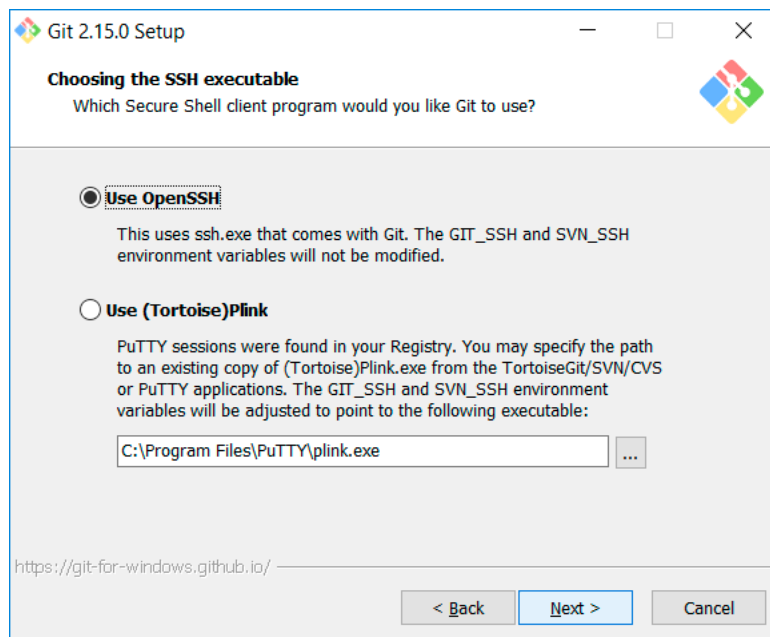 Git 2.15.0 Setup
Choosing the SSH executable
Which Secure Shell client program would you like Git to use?
Use OpenSSH
This uses ssh.exe that comes with Git. The GIT_SSH and SVN_SSH
environment variables will not be modified.
Use (Tortoise)Plink
PuTTY sessions were found in your Registry. You may specify the path
to an existing copy of (Tortoise)Plink.exe from the TortoiseGit/SVN/CVS
or PuTTY applications. The GIT_SSH and SVN_SSH environment
variables will be adjusted to point to the following executable:
C:\Program Files\PuTTY\plink.exe
...
https://git-for-windows.github.io/
< Back
Next >
Cancel